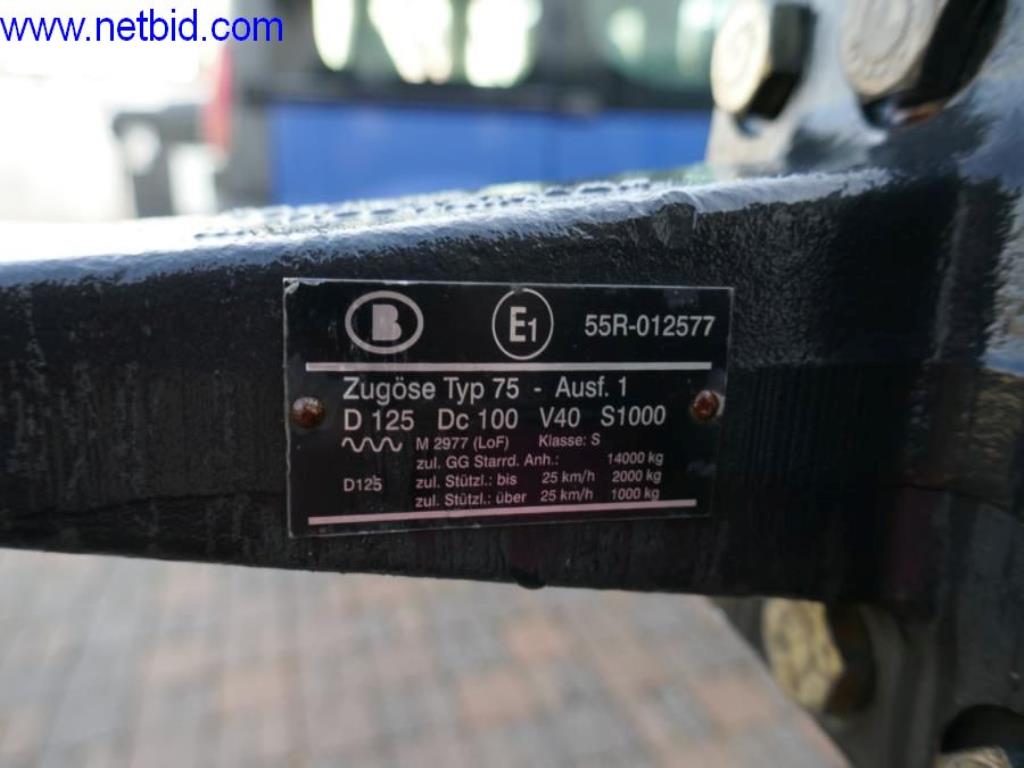 www.netbid.com
B E1 55R-012577
Zugöse Typ 75 - Ausf. 1
D 125 Dc 100 V40 S1000
M 2977 (LoF) Klasse: S
zul. GG Starrd. Anh.: 14000 kg
D125 zul. Stützl.: bis 25 km/h 2000 kg
zul. Stützl.: über 25 km/h 1000 kg